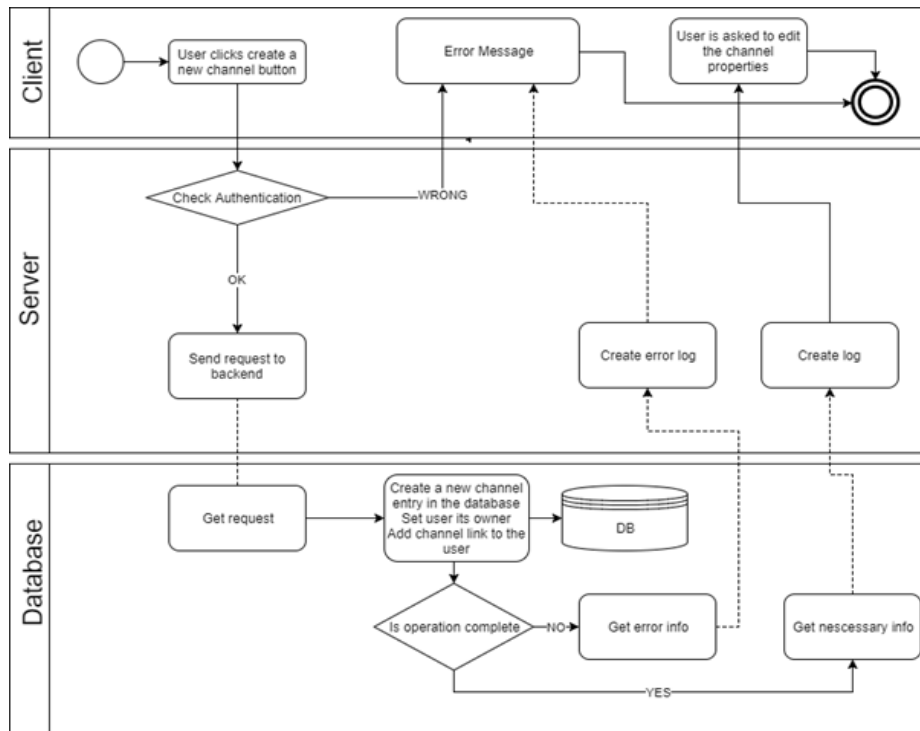 Client
User clicks create a
new channel button
Error Message
User is asked to edit
the channel
properties
Server
Check Authentication
WRONG
OK
Send request to
backend
Create error log
Create log
Database
Get request
Create a new channel
entry in the database
Set user its owner
Add channel link to the
user
DB
Is operation complete
NO
Get error info
Get nescessary info
YES